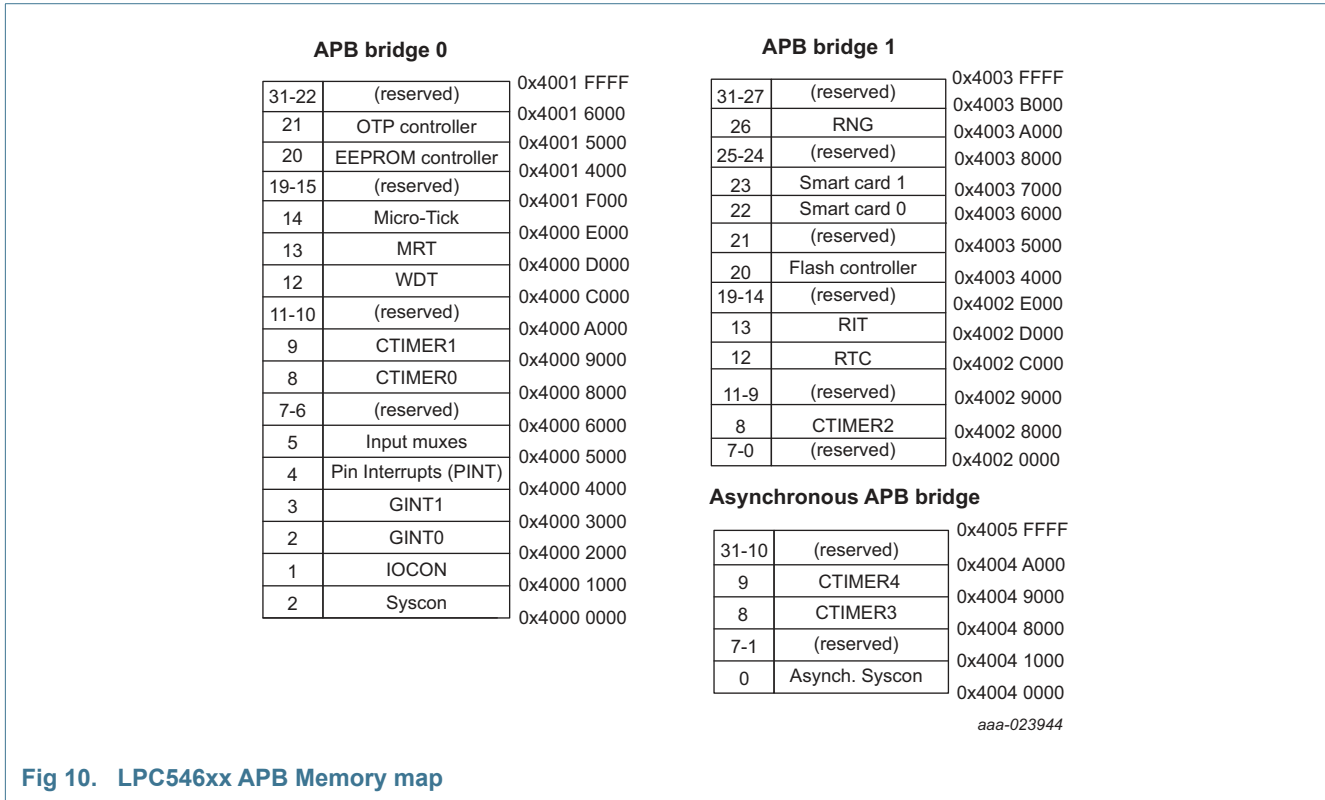 APB bridge 0
0x4001 FFFF
31-22 (reserved)
0x4001 6000
21 OTP controller
0x4001 5000
20 EEPROM controller
0x4001 4000
19-15 (reserved)
0x4001 F000
14 Micro-Tick
0x4000 E000
13 MRT
0x4000 D000
12 WDT
0x4000 C000
11-10 (reserved)
0x4000 A000
9 CTIMER1
0x4000 9000
8 CTIMER0
0x4000 8000
7-6 (reserved)
0x4000 6000
5 Input muxes
0x4000 5000
4 Pin Interrupts (PINT)
0x4000 4000
3 GINT1
0x4000 3000
2 GINT0
0x4000 2000
1 IOCON
0x4000 1000
2 Syscon
0x4000 0000
APB bridge 1
0x4003 FFFF
31-27 (reserved)
0x4003 B000
26 RNG
0x4003 A000
25-24 (reserved)
0x4003 8000
23 Smart card 1
0x4003 7000
22 Smart card 0
0x4003 6000
21 (reserved)
0x4003 5000
20 Flash controller
0x4003 4000
19-14 (reserved)
0x4002 E000
13 RIT
0x4002 D000
12 RTC
0x4002 C000
11-9 (reserved)
0x4002 9000
8 CTIMER2
0x4002 8000
7-0 (reserved)
0x4002 0000
Asynchronous APB bridge
0x4005 FFFF
31-10 (reserved)
0x4004 A000
9 CTIMER4
0x4004 9000
8 CTIMER3
0x4004 8000
7-1 (reserved)
0x4004 1000
0 Asynch. Syscon
0x4004 0000
aaa-023944
Fig 10. LPC546xx APB Memory map